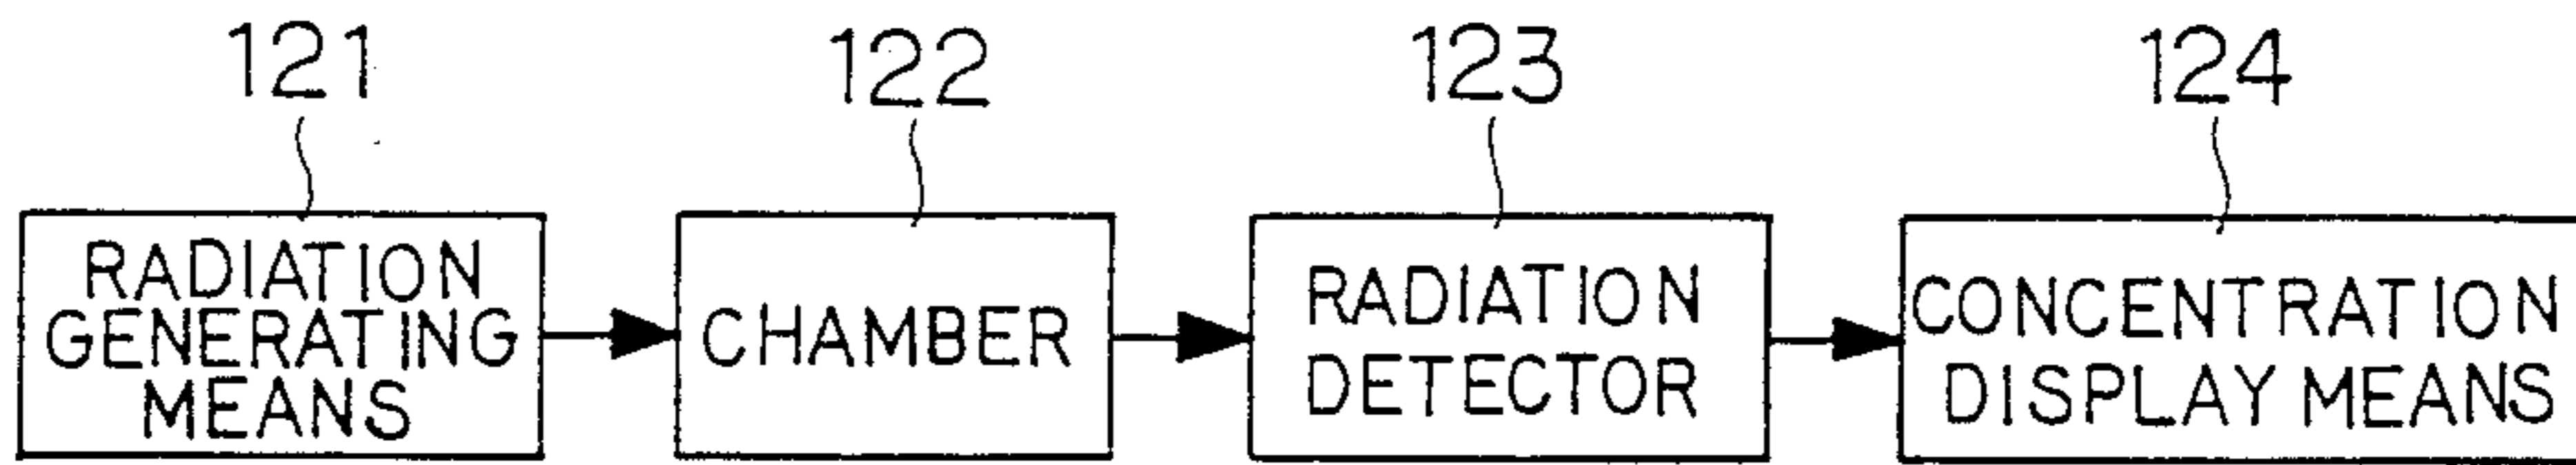 121 122 123 124
RADIATION
GENERATING
MEANS
CHAMBER
RADIATION
DETECTOR
CONCENTRATION
DISPLAY MEANS